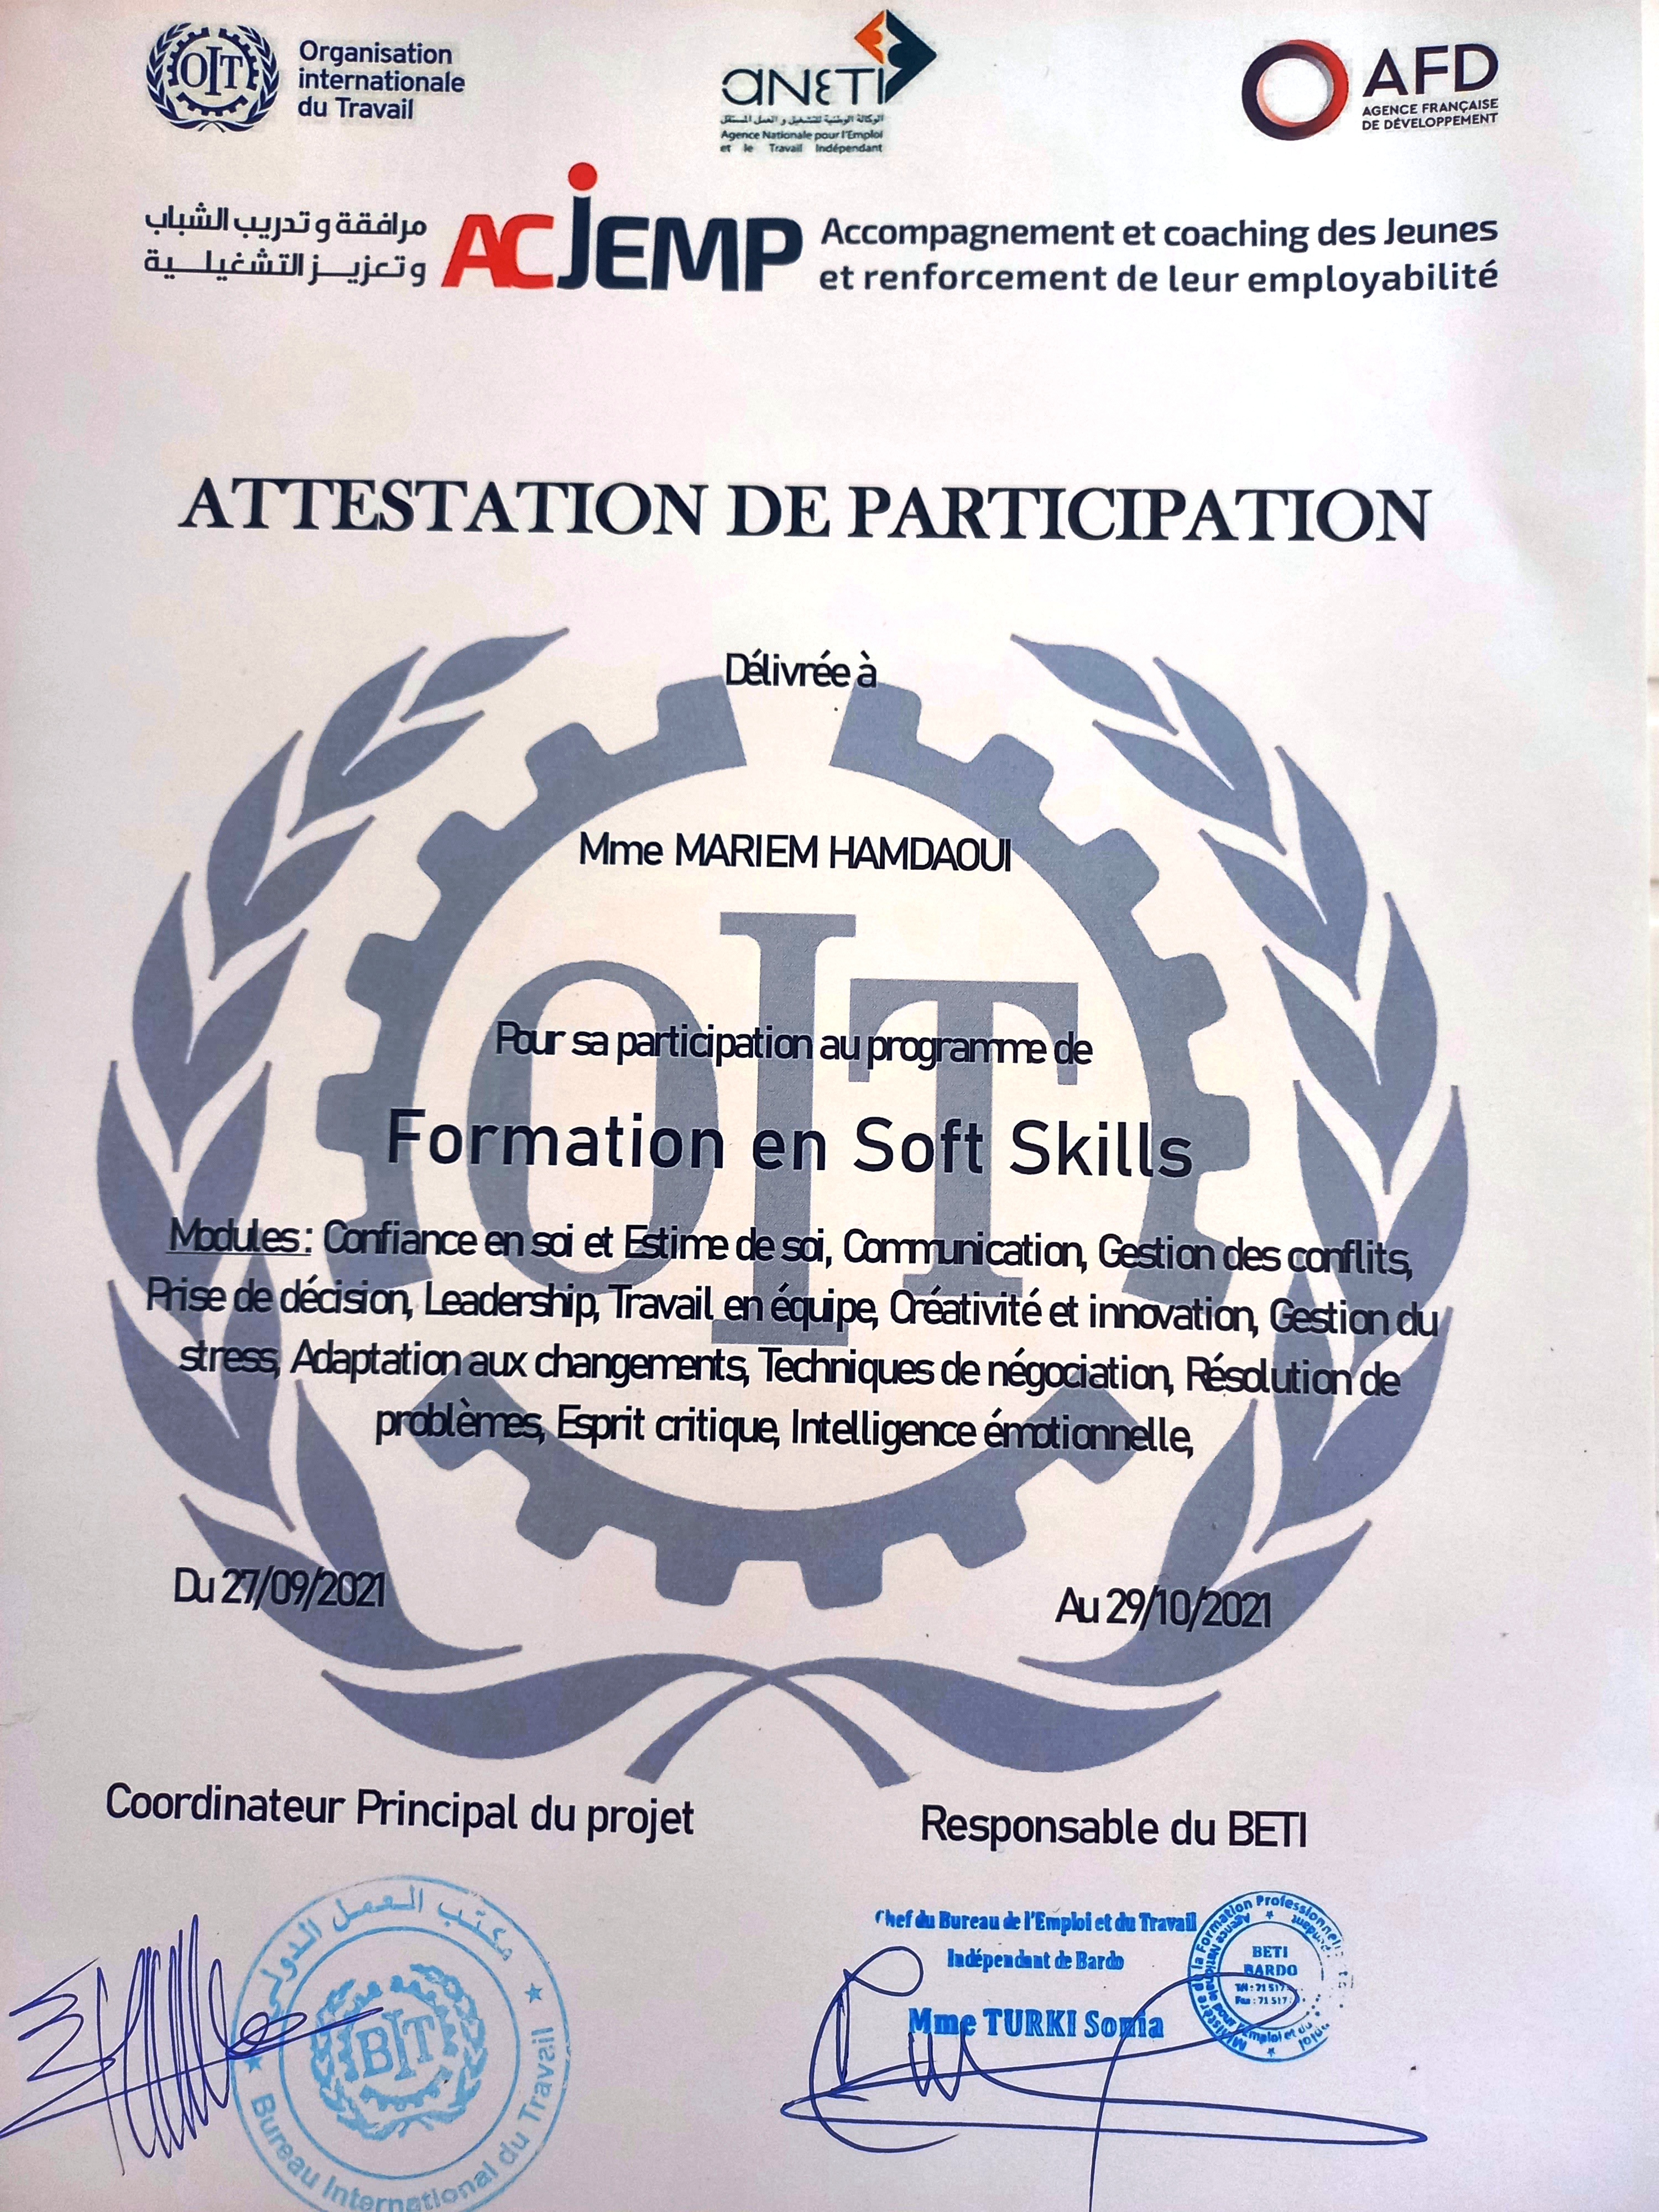 OIT
Organisation
internationale
du Travail
aNETI
الوكالة الوطنية للتشغيل و العمل المستقل
Agence Nationale pour l'Emploi
et le Travail Indépendant
AFD
AGENCE FRANÇAISE
DE DÉVELOPPEMENT
مرافقة و تدريب الشباب
و تعزيز التشغيلية
ACJEMP
Accompagnement et coaching des Jeunes
et renforcement de leur employabilité
ATTESTATION DE PARTICIPATION
Délivrée à
Mme MARIEM HAMDAOUI
OIT
Pour sa participation au programme de
Formation en Soft Skills
Modules : Confiance en soi et Estime de soi, Communication, Gestion des conflits,
Prise de décision, Leadership, Travail en équipe, Créativité et innovation, Gestion du
stress, Adaptation aux changements, Techniques de négociation, Résolution de
problèmes, Esprit critique, Intelligence émotionnelle,
Du 27/09/2021
Au 29/10/2021
Coordinateur Principal du projet
Responsable du BETI
مكتب العمل الدولي
BIT
Bureau International du Travail
Chef du Bureau de l'Emploi et du Travail
Indépendant de Bardo
Mme TURKI Sonia
la Formation Professionnelle
BETI
BARDO
Tél : 71 517
Fax : 71 517